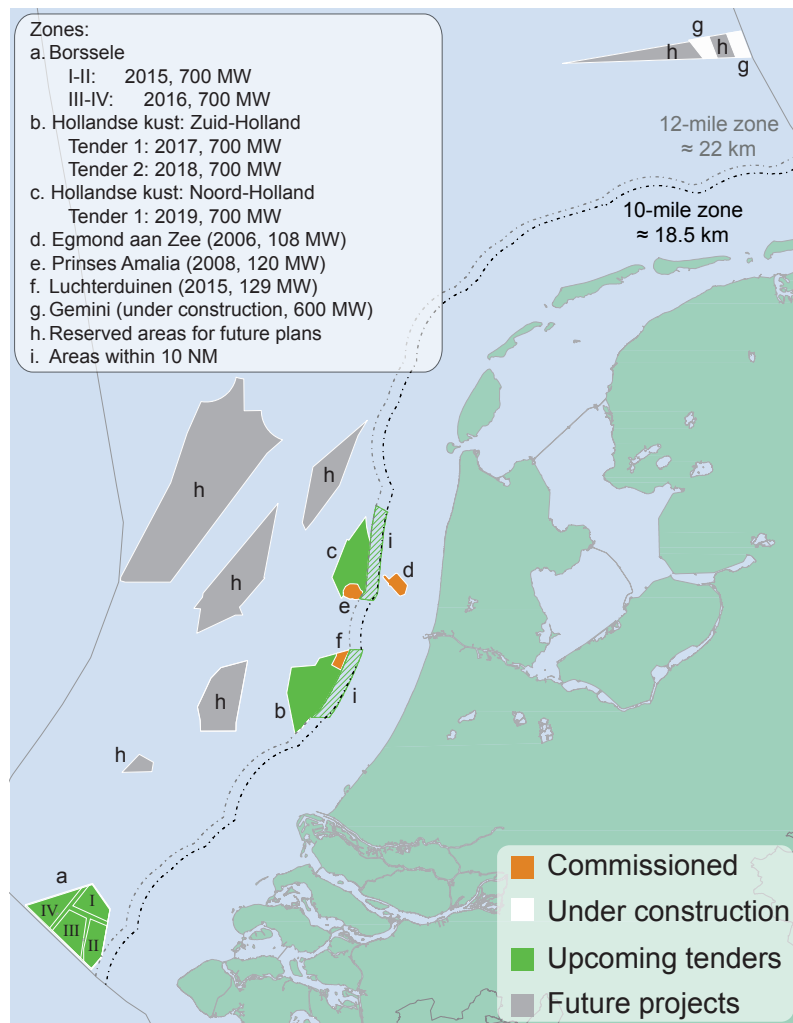 Zones:
a. Borssele
I-II: 2015, 700 MW
III-IV: 2016, 700 MW
b. Hollandse kust: Zuid-Holland
Tender 1: 2017, 700 MW
Tender 2: 2018, 700 MW
c. Hollandse kust: Noord-Holland
Tender 1: 2019, 700 MW
d. Egmond aan Zee (2006, 108 MW)
e. Prinses Amalia (2008, 120 MW)
f. Luchterduinen (2015, 129 MW)
g. Gemini (under construction, 600 MW)
h. Reserved areas for future plans
i. Areas within 10 NM
g
h
h
g
12-mile zone
≈ 22 km
10-mile zone
≈ 18.5 km
h
h
h
c
i
d
e
f
h
b
i
h
a
I
IV
III
II
Commissioned
Under construction
Upcoming tenders
Future projects